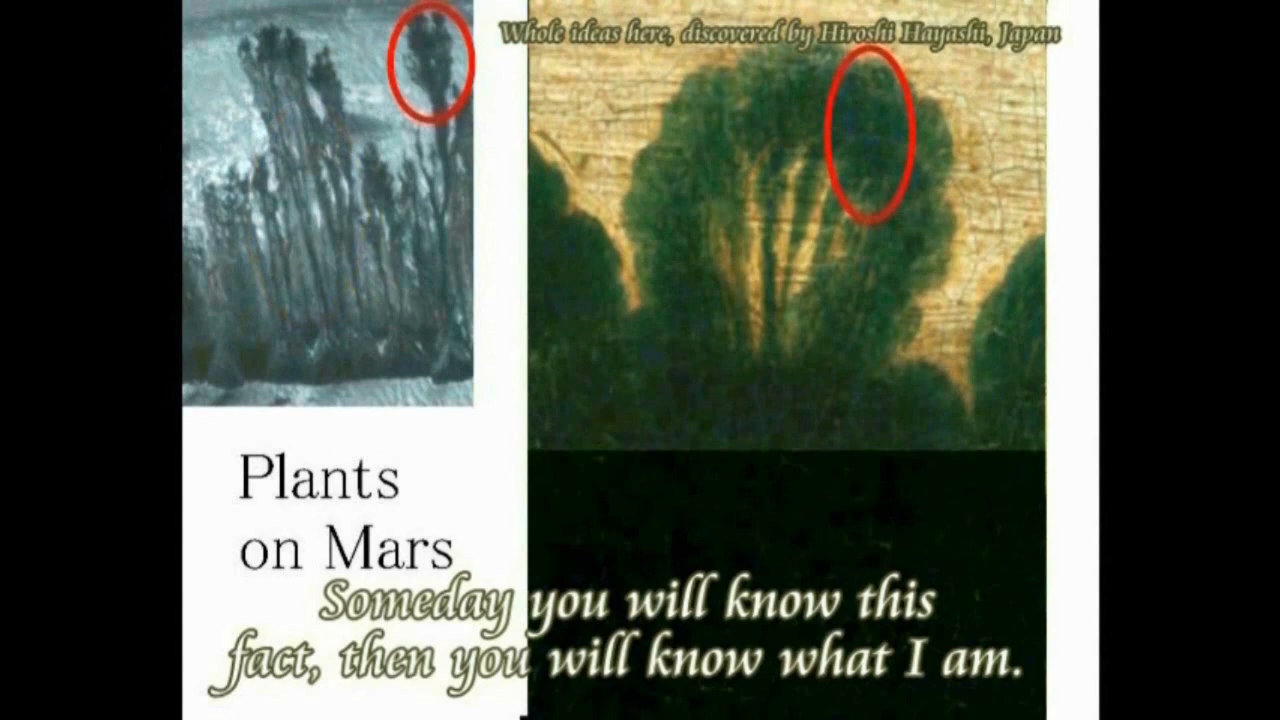 Whole ideas here, discovered by Hiroshi Hayashi, Japan
Plants
on Mars
Someday you will know this
fact, then you will know what I am.